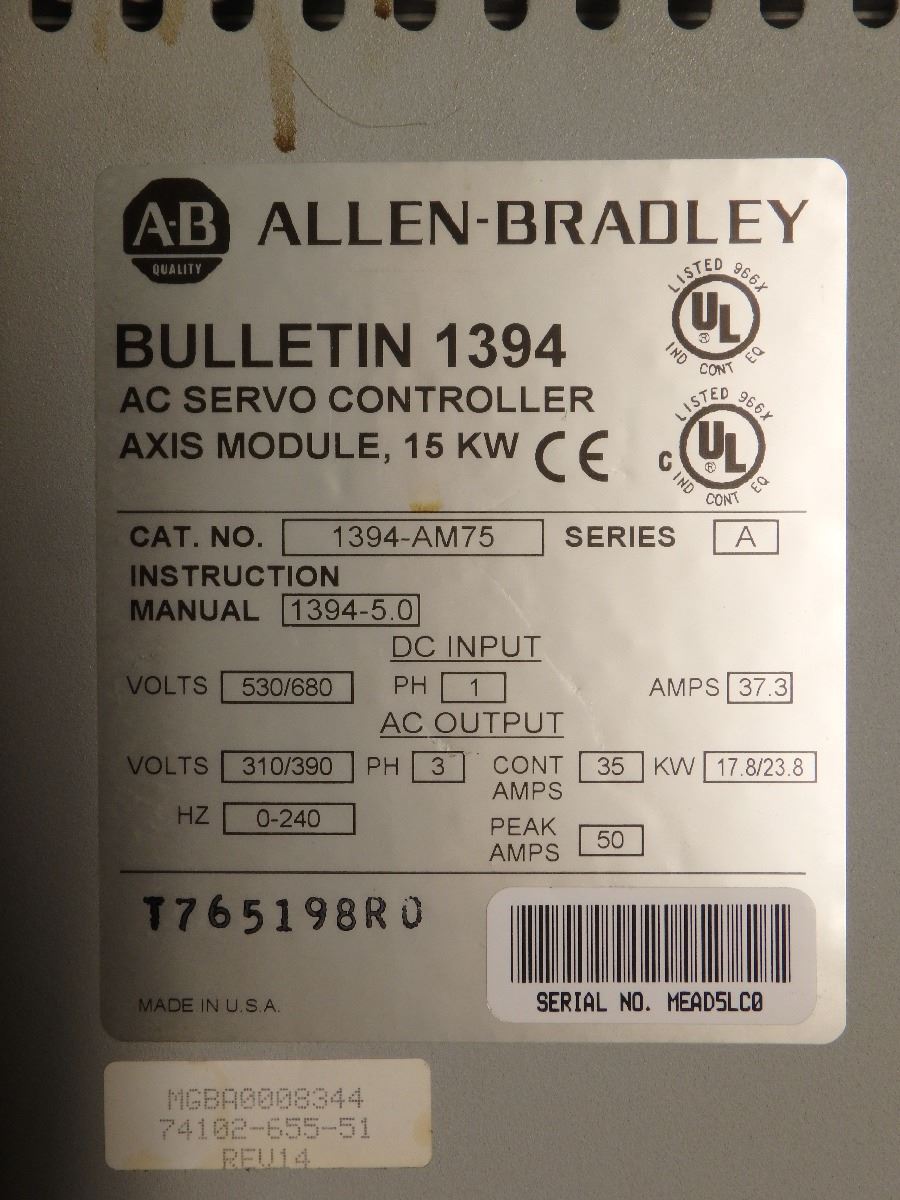 A-B
QUALITY
ALLEN-BRADLEY
LISTED 966X
UL
®
IND CONT EQ
BULLETIN 1394
AC SERVO CONTROLLER
AXIS MODULE, 15 KW CE
LISTED 966X
C UL
®
IND CONT EQ
CAT. NO. 1394-AM75 SERIES A
INSTRUCTION
MANUAL 1394-5.0
DC INPUT
VOLTS 530/680 PH 1 AMPS 37.3
AC OUTPUT
VOLTS 310/390 PH 3 CONT AMPS 35 KW 17.8/23.8
HZ 0-240
PEAK AMPS 50
T765198R0
MADE IN U.S.A.
SERIAL NO. MEAD5LC0
MGBA0008344
74102-655-51
REV14